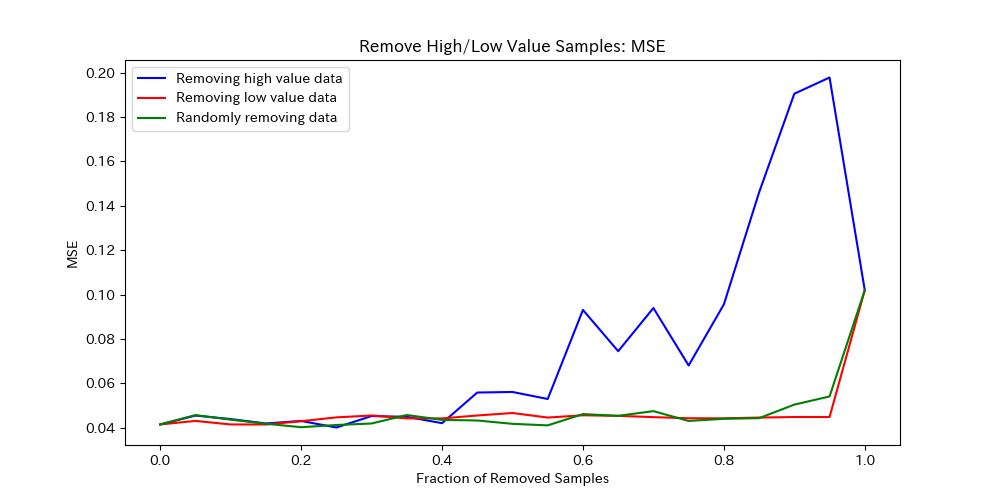 Remove High/Low Value Samples: MSE
Removing high value data
Removing low value data
Randomly removing data
MSE
0.20
0.18
0.16
0.14
0.12
0.10
0.08
0.06
0.04
0.0 0.2 0.4 0.6 0.8 1.0
Fraction of Removed Samples